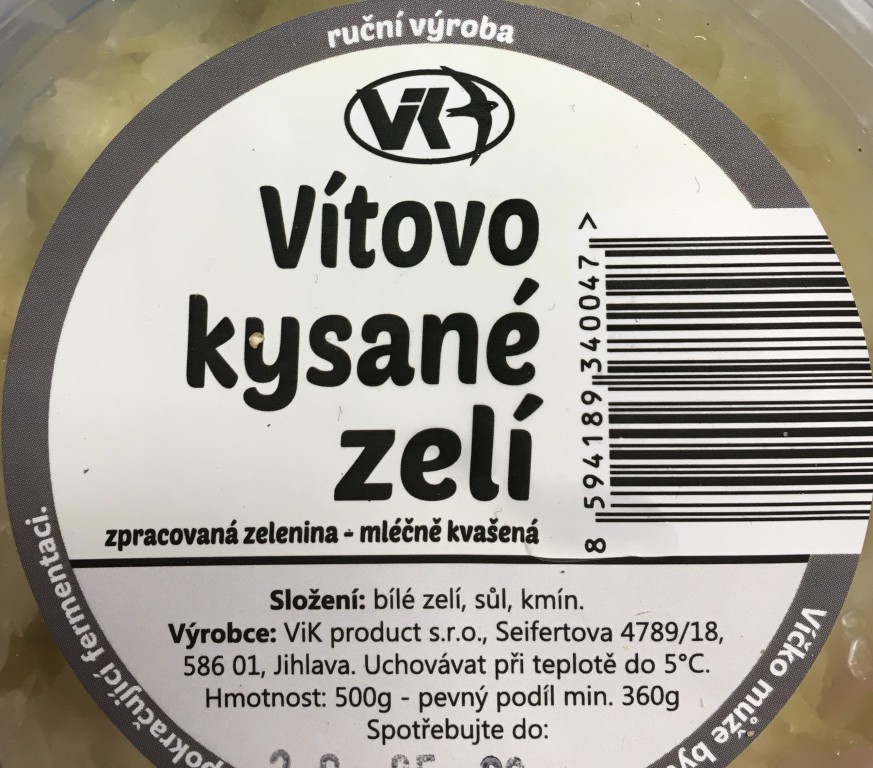 ruční výroba
ViK
Vítovo
kysané
zelí
zpracovaná zelenina - mléčně kvašená
8 594189 340047 >
Složení: bílé zelí, sůl, kmín.
Výrobce: ViK product s.r.o., Seifertova 4789/18,
586 01, Jihlava. Uchovávat při teplotě do 5°C.
Hmotnost: 500g - pevný podíl min. 360g
Spotřebujte do:
Víčko může
pokračující fermentací.